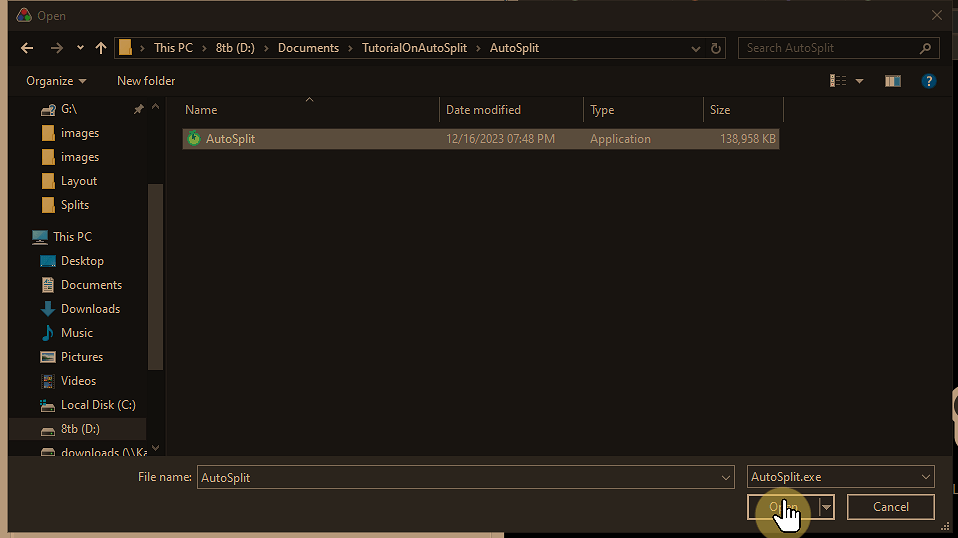 Open
This PC > 8tb (D:) > Documents > TutorialOnAutoSplit > AutoSplit
Search AutoSplit
Organize
New folder
Name
Date modified
Type
Size
AutoSplit
12/16/2023 07:48 PM
Application
138,958 KB
G:\
images
images
Layout
Splits
This PC
Desktop
Documents
Downloads
Music
Pictures
Videos
Local Disk (C:)
8tb (D:)
downloads (\\Ka
File name:
AutoSplit
AutoSplit.exe
Open
Cancel